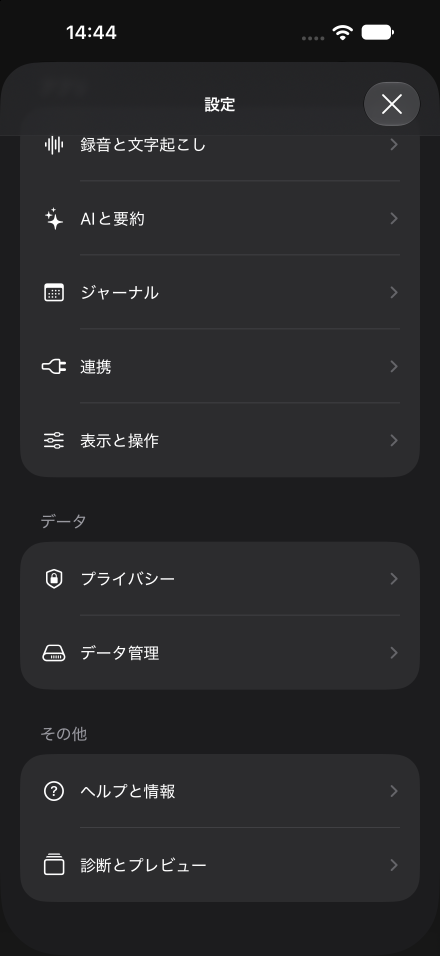 14:44
設定
録音と文字起こし
AIと要約
ジャーナル
連携
表示と操作
データ
プライバシー
データ管理
その他
ヘルプと情報
診断とプレビュー